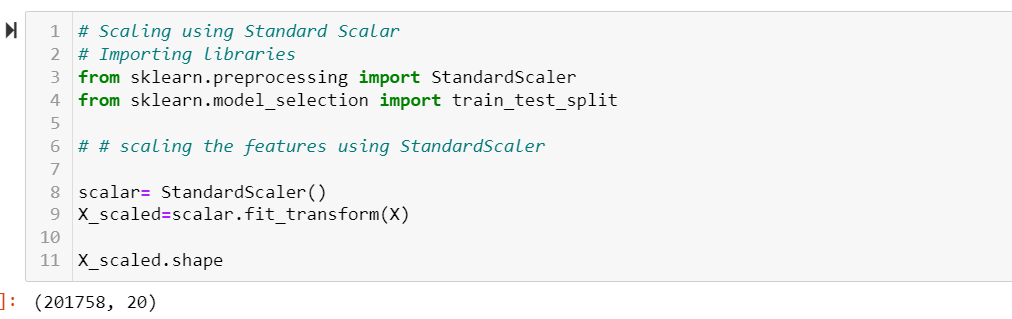 1 # Scaling using Standard Scalar
2 # Importing libraries
3 from sklearn.preprocessing import StandardScaler
4 from sklearn.model_selection import train_test_split
5
6 # # scaling the features using StandardScaler
7
8 scalar= StandardScaler()
9 X_scaled=scalar.fit_transform(X)
10
11 X_scaled.shape
]: (201758, 20)